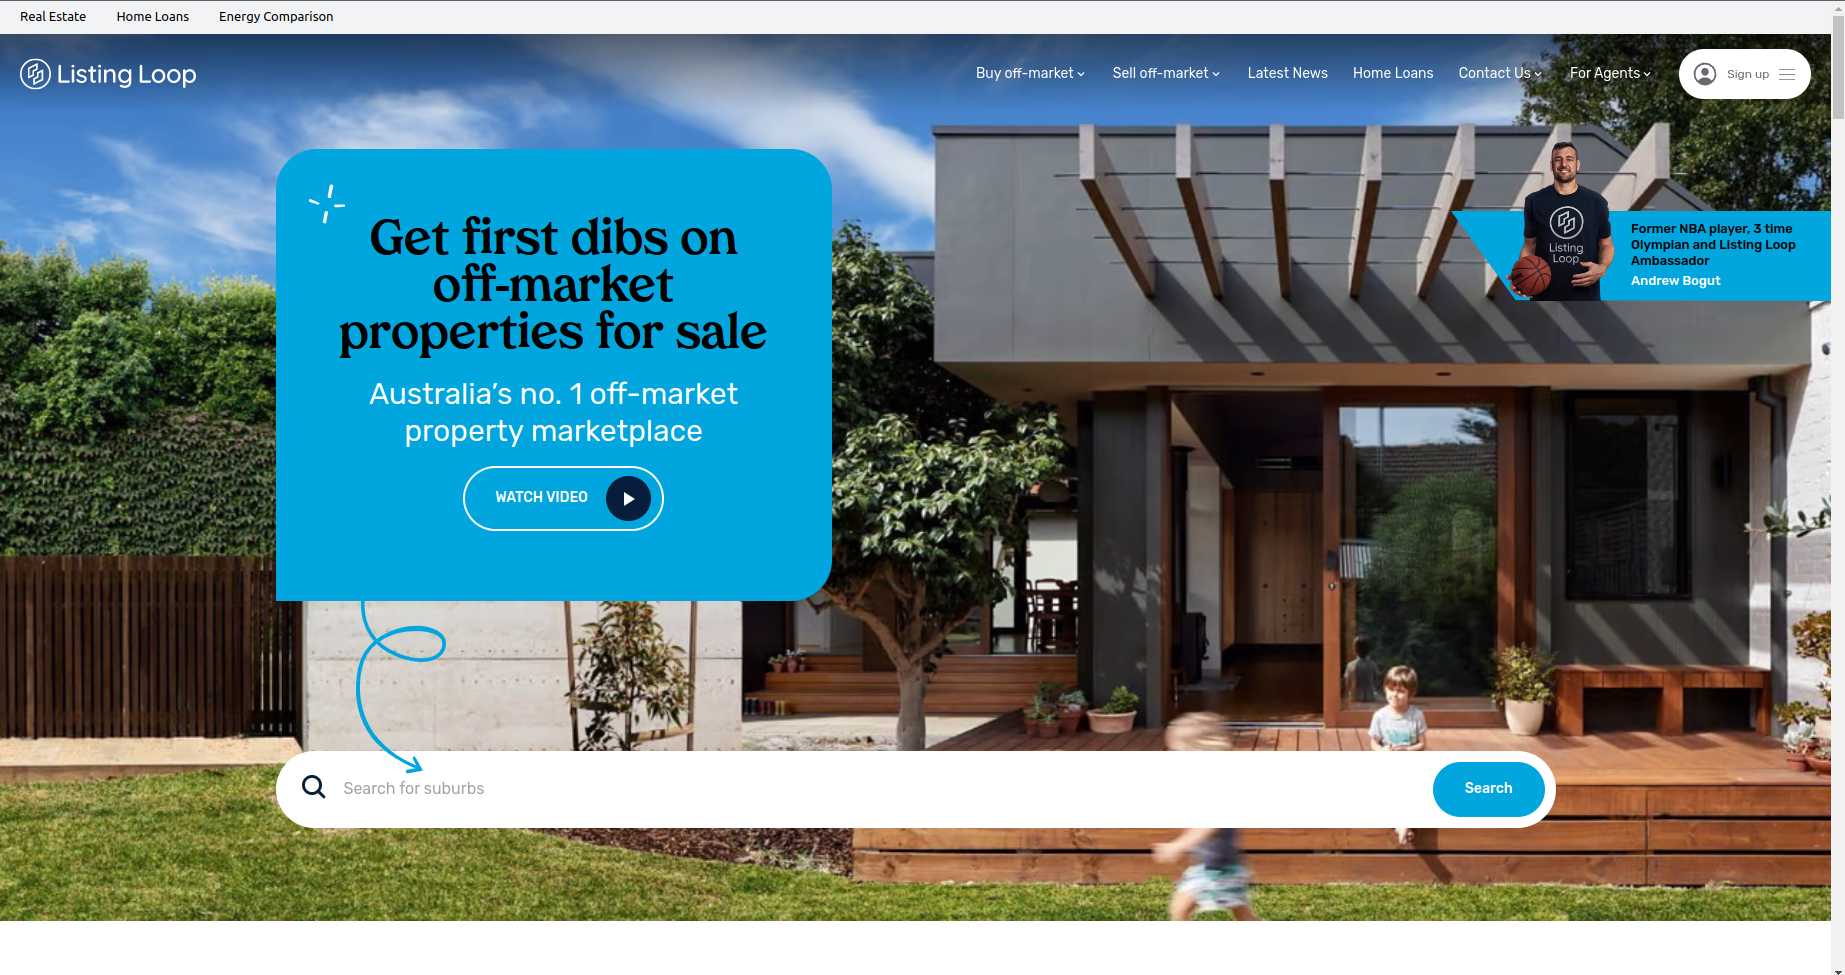 Real Estate Home Loans Energy Comparison
Listing Loop
Buy off-market Sell off-market Latest News Home Loans Contact Us For Agents Sign up
Get first dibs on
off-market
properties for sale
Australia's no. 1 off-market
property marketplace
WATCH VIDEO
Listing
Loop
Former NBA player, 3 time
Olympian and Listing Loop
Ambassador
Andrew Bogut
Search for suburbs
Search